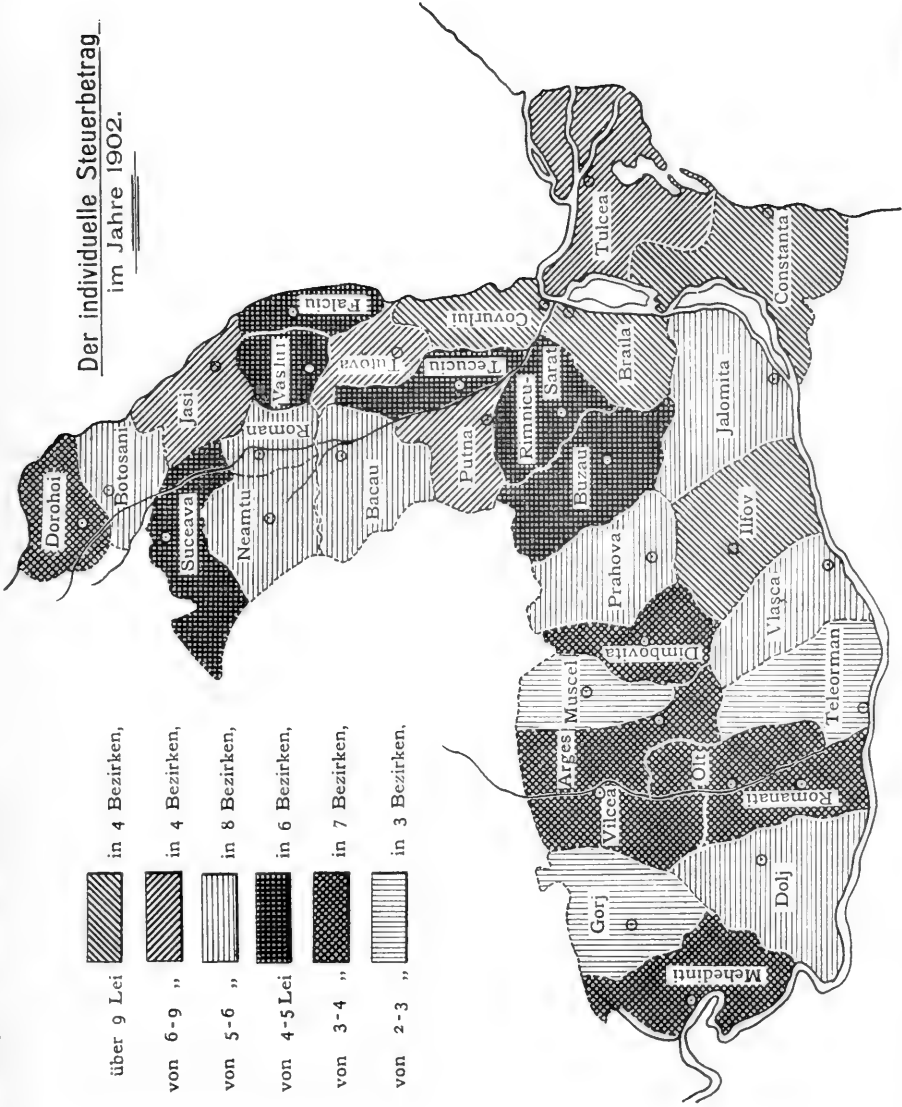 Der individuelle Steuerbetrag
im Jahre 1902.
über 9 Lei in 4 Bezirken,
von 6-9 „ in 4 Bezirken,
von 5-6 „ in 8 Bezirken,
von 4-5 Lei in 6 Bezirken,
von 3-4 „ in 7 Bezirken,
von 2-3 „ in 3 Bezirken,
Dorohoi
Botosani
Suceava
Jasi
Neamtu
Roman
Vaslui
Falciu
Bacau
Tutova
Tecuciu
Covurlui
Putna
Rimnicu-
Sarat
Braila
Buzau
Tulcea
Constanta
Jalomita
Prahova
Ilfov
Dimbovita
Vlaşca
Muscel
Teleorman
Arges
Olt
Vilcea
Romanati
Gorj
Dolj
Mehedinti